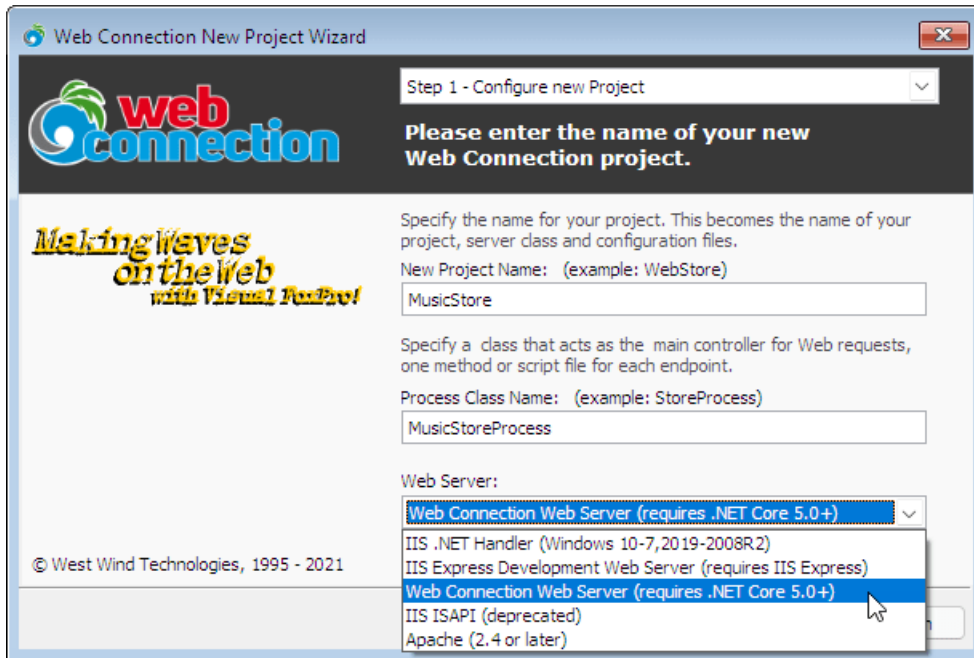 Web Connection New Project Wizard
web
connection
Step 1 - Configure new Project
Please enter the name of your new
Web Connection project.
Making Waves
on the Web
with Visual FoxPro!
Specify the name for your project. This becomes the name of your
project, server class and configuration files.
New Project Name: (example: WebStore)
MusicStore
Specify a class that acts as the main controller for Web requests,
one method or script file for each endpoint.
Process Class Name: (example: StoreProcess)
MusicStoreProcess
Web Server:
Web Connection Web Server (requires .NET Core 5.0+)
IIS .NET Handler (Windows 10-7,2019-2008R2)
IIS Express Development Web Server (requires IIS Express)
Web Connection Web Server (requires .NET Core 5.0+)
IIS ISAPI (deprecated)
Apache (2.4 or later)
© West Wind Technologies, 1995 - 2021